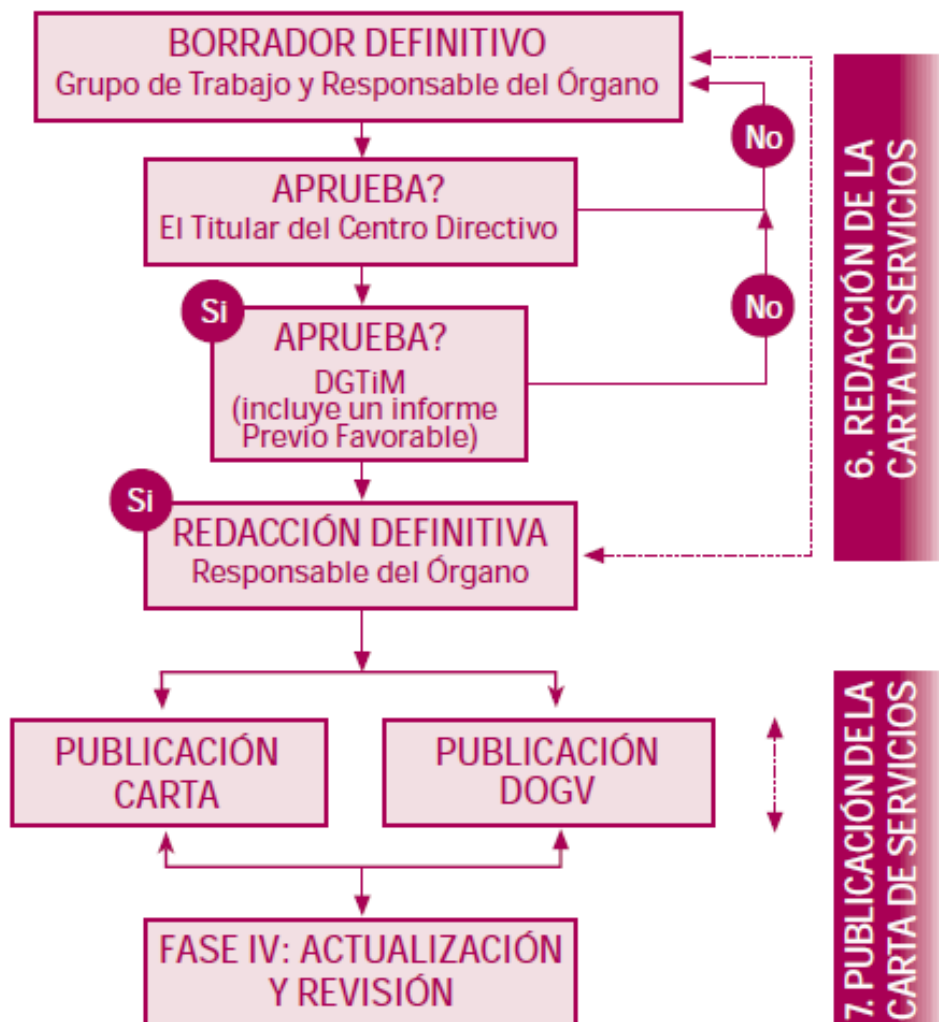 BORRADOR DEFINITIVO
Grupo de Trabajo y Responsable del Órgano
No
APRUEBA?
El Titular del Centro Directivo
Si
No
APRUEBA?
DGTiM
(incluye un informe
Previo Favorable)
Si
REDACCIÓN DEFINITIVA
Responsable del Órgano
6. REDACCIÓN DE LA
CARTA DE SERVICIOS
PUBLICACIÓN
CARTA
PUBLICACIÓN
DOGV
FASE IV: ACTUALIZACIÓN
Y REVISIÓN
7. PUBLICACIÓN DE LA
CARTA DE SERVICIOS